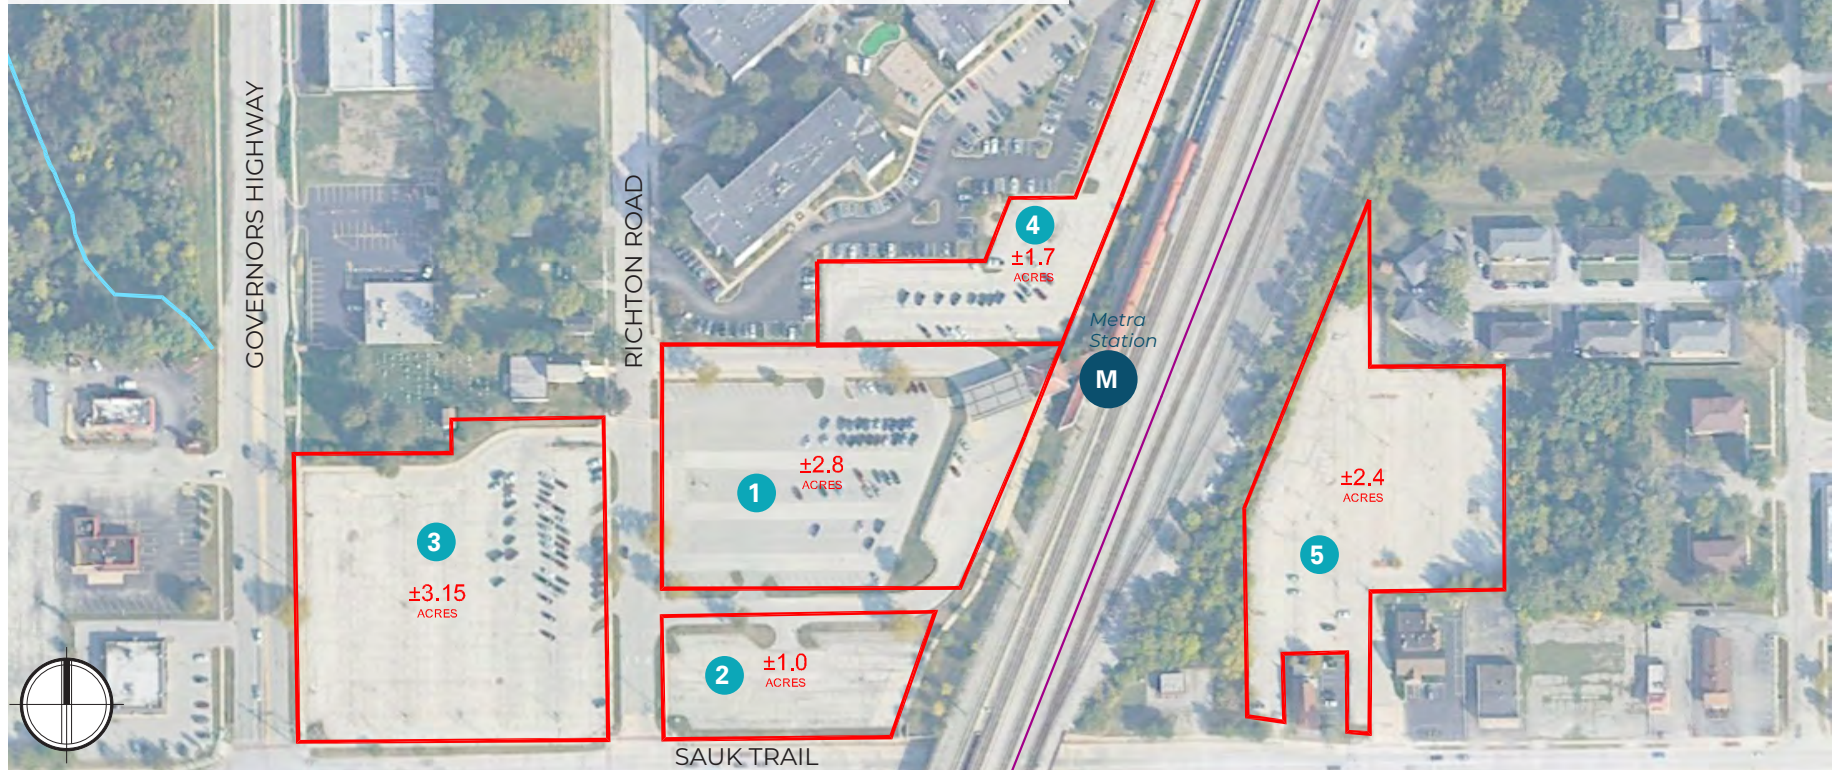 GOVERNORS HIGHWAY
RICHTON ROAD
4
±1.7
ACRES
Metra
Station
M
±2.8
ACRES
1
±2.4
ACRES
3
5
±3.15
ACRES
2
±1.0
ACRES
SAUK TRAIL